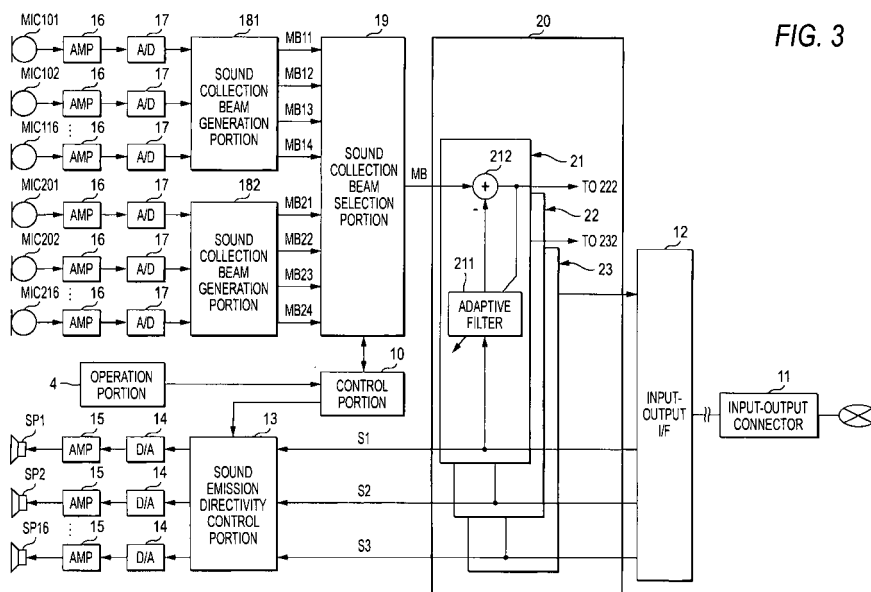 FIG. 3
MIC101 16 17 181 19 20
AMP A/D MB11
MIC102 16 17 MB12
AMP A/D SOUND COLLECTION BEAM GENERATION PORTION MB13
MIC116 16 17
AMP A/D MB14
SOUND COLLECTION BEAM SELECTION PORTION
MB
212 21
+
-
TO 222
22
TO 232
23
12
MIC201 16 17 182
AMP A/D MB21
MIC202 16 17 MB22
AMP A/D SOUND COLLECTION BEAM GENERATION PORTION MB23
MIC216 16 17
AMP A/D MB24
211
ADAPTIVE FILTER
10
4 OPERATION PORTION
CONTROL PORTION
INPUT-OUTPUT I/F
11
INPUT-OUTPUT CONNECTOR
SP1 15 14 13
AMP D/A S1
SP2 15 14
AMP D/A SOUND EMISSION DIRECTIVITY CONTROL PORTION S2
SP16 15 14
AMP D/A S3